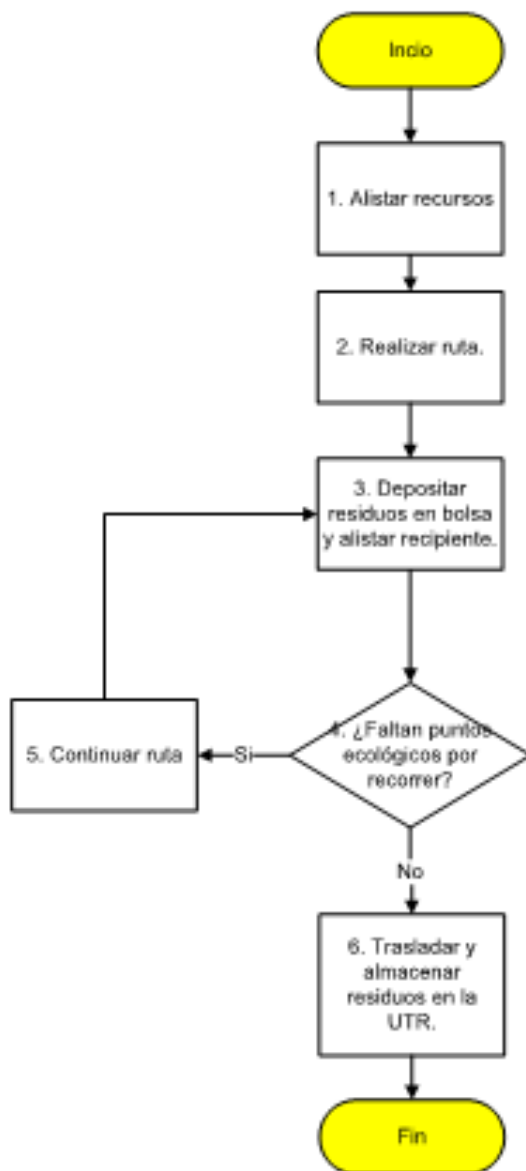 Incio
1. Alistar recursos
2. Realizar ruta.
3. Depositar
residuos en bolsa
y alistar recipiente.
4. ¿Faltan puntos
ecológicos por
recorrer?
Si
5. Continuar ruta
No
6. Trasladar y
almacenar
residuos en la
UTR.
Fin